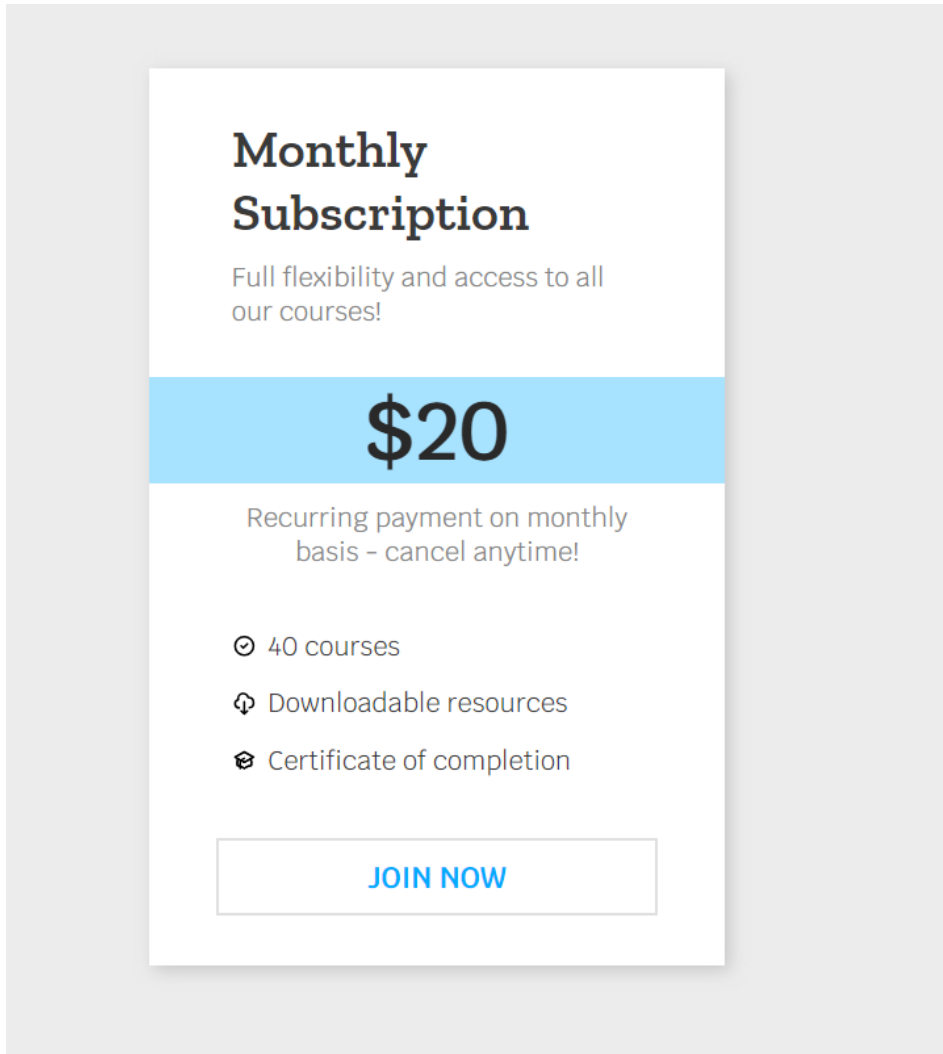 Monthly
Subscription
Full flexibility and access to all
our courses!
$20
Recurring payment on monthly
basis - cancel anytime!
40 courses
Downloadable resources
Certificate of completion
JOIN NOW